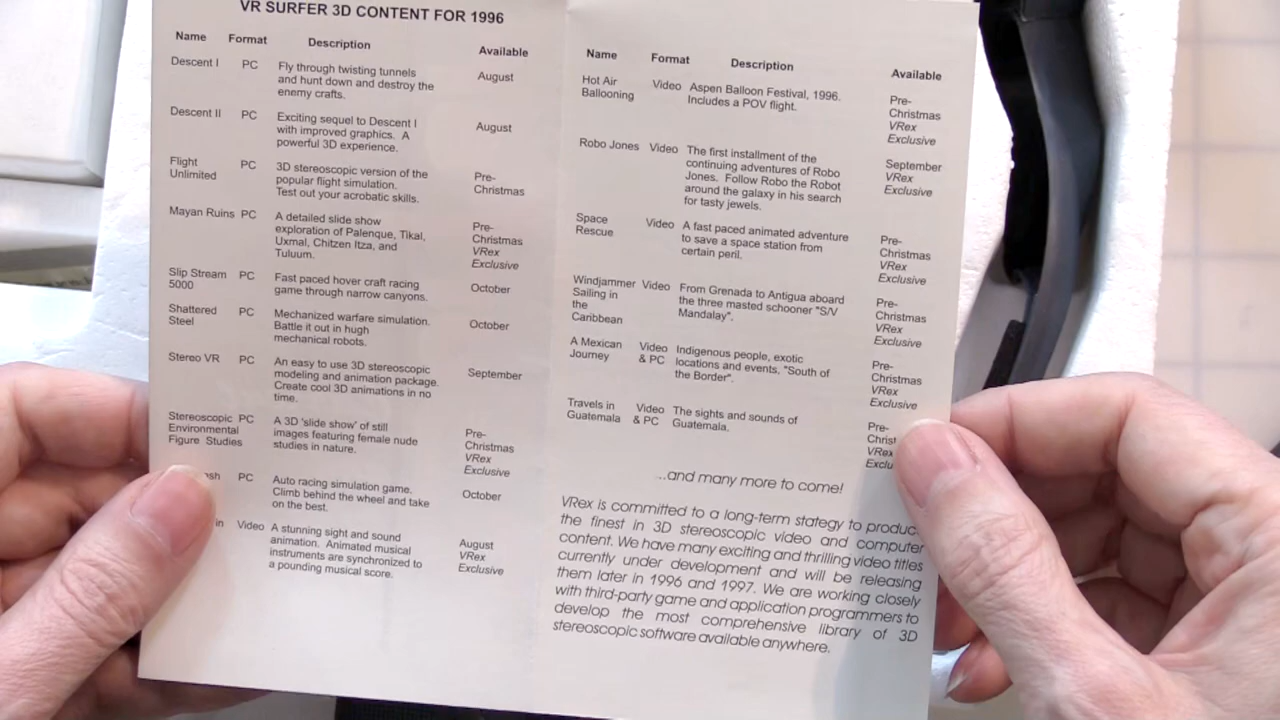 VR SURFER 3D CONTENT FOR 1996
Name Format Description Available
Descent I PC Fly through twisting tunnels August
and hunt down and destroy the
enemy crafts.
Descent II PC Exciting sequel to Descent I August
with improved graphics. A
powerful 3D experience.
Flight PC 3D stereoscopic version of the Pre-
Unlimited popular flight simulation. Christmas
Test out your acrobatic skills.
Mayan Ruins PC A detailed slide show Pre-
exploration of Palenque, Tikal, Christmas
Uxmal, Chitzen Itza, and VRex
Tuluum. Exclusive
Slip Stream PC Fast paced hover craft racing October
5000 game through narrow canyons.
Shattered PC Mechanized warfare simulation. October
Steel Battle it out in hugh
mechanical robots.
Stereo VR PC An easy to use 3D stereoscopic September
modeling and animation package.
Create cool 3D animations in no
time.
Stereoscopic PC A 3D 'slide show' of still Pre-
Environmental images featuring female nude Christmas
Figure Studies studies in nature. VRex
Exclusive
PC Auto racing simulation game. October
Climb behind the wheel and take
on the best.
in Video A stunning sight and sound August
animation. Animated musical VRex
instruments are synchronized to Exclusive
a pounding musical score.
Name Format Description Available
Hot Air Video Aspen Balloon Festival, 1996. Pre-
Ballooning Includes a POV flight. Christmas
VRex
Exclusive
Robo Jones Video The first installment of the September
continuing adventures of Robo VRex
Jones. Follow Robo the Robot Exclusive
around the galaxy in his search
for tasty jewels.
Space Video A fast paced animated adventure Pre-
Rescue to save a space station from Christmas
certain peril. VRex
Exclusive
Windjammer Video From Grenada to Antigua aboard Pre-
Sailing in the three masted schooner "S/V Christmas
the Mandalay". VRex
Caribbean Exclusive
A Mexican Video Indigenous people, exotic Pre-
Journey & PC locations and events, "South of Christmas
the Border". VRex
Exclusive
Travels in Video The sights and sounds of Pre-
Guatemala & PC Guatemala.
VRex
...and many more to come!
VRex is committed to a long-term stategy to produce
the finest in 3D stereoscopic video and computer
content. We have many exciting and thrilling video titles
currently under development and will be releasing
them later in 1996 and 1997. We are working closely
with third-party game and application programmers to
develop the most comprehensive library of 3D
stereoscopic software available anywhere.